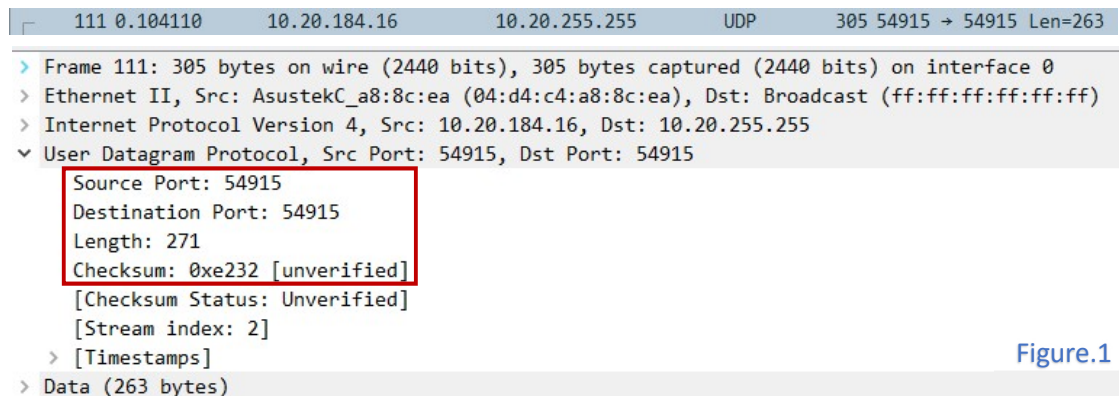 111 0.104110 10.20.184.16 10.20.255.255 UDP 305 54915 → 54915 Len=263
> Frame 111: 305 bytes on wire (2440 bits), 305 bytes captured (2440 bits) on interface 0
> Ethernet II, Src: AsustekC_a8:8c:ea (04:d4:c4:a8:8c:ea), Dst: Broadcast (ff:ff:ff:ff:ff:ff)
> Internet Protocol Version 4, Src: 10.20.184.16, Dst: 10.20.255.255
User Datagram Protocol, Src Port: 54915, Dst Port: 54915
Source Port: 54915
Destination Port: 54915
Length: 271
Checksum: 0xe232 [unverified]
[Checksum Status: Unverified]
[Stream index: 2]
> [Timestamps]
Figure.1
> Data (263 bytes)